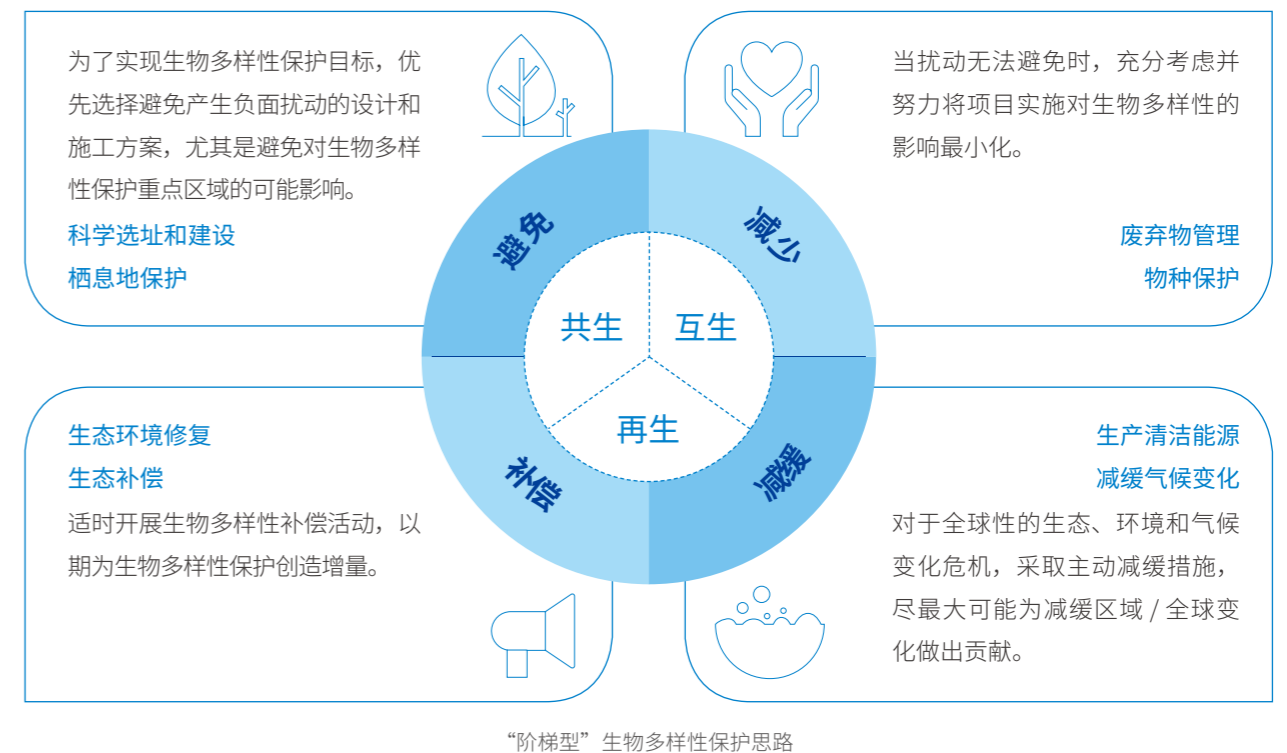 为了实现生物多样性保护目标，优
先选择避免产生负面扰动的设计和
施工方案，尤其是避免对生物多样
性保护重点区域的可能影响。
科学选址和建设
栖息地保护
当扰动无法避免时，充分考虑并
努力将项目实施对生物多样性的
影响最小化。
废弃物管理
物种保护
避免
减少
共生
互生
再生
补偿
减缓
生态环境修复
生态补偿
适时开展生物多样性补偿活动，以
期为生物多样性保护创造增量。
生产清洁能源
减缓气候变化
对于全球性的生态、环境和气候
变化危机，采取主动减缓措施，
尽最大可能为减缓区域 / 全球变
化做出贡献。
“阶梯型”生物多样性保护思路